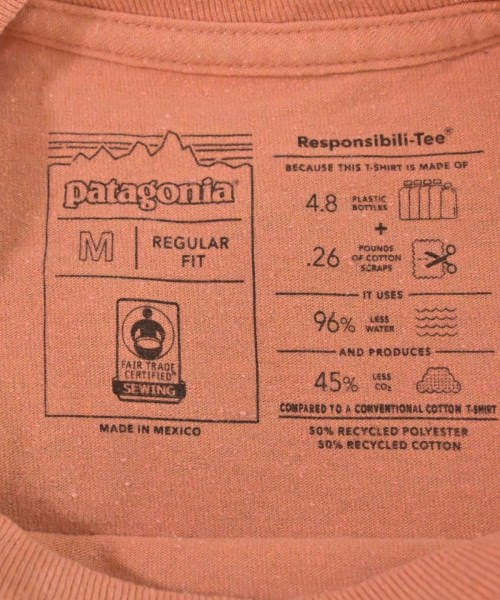 patagonia®
M
REGULAR
FIT
FAIR TRADE
CERTIFIED™
SEWING
MADE IN MEXICO
Responsibili-Tee®
BECAUSE THIS T-SHIRT IS MADE OF
4.8 PLASTIC
BOTTLES
+
.26 POUNDS
OF COTTON
SCRAPS
IT USES
96% LESS
WATER
AND PRODUCES
45% LESS
CO₂
COMPARED TO A CONVENTIONAL COTTON T-SHIRT
50% RECYCLED POLYESTER
50% RECYCLED COTTON